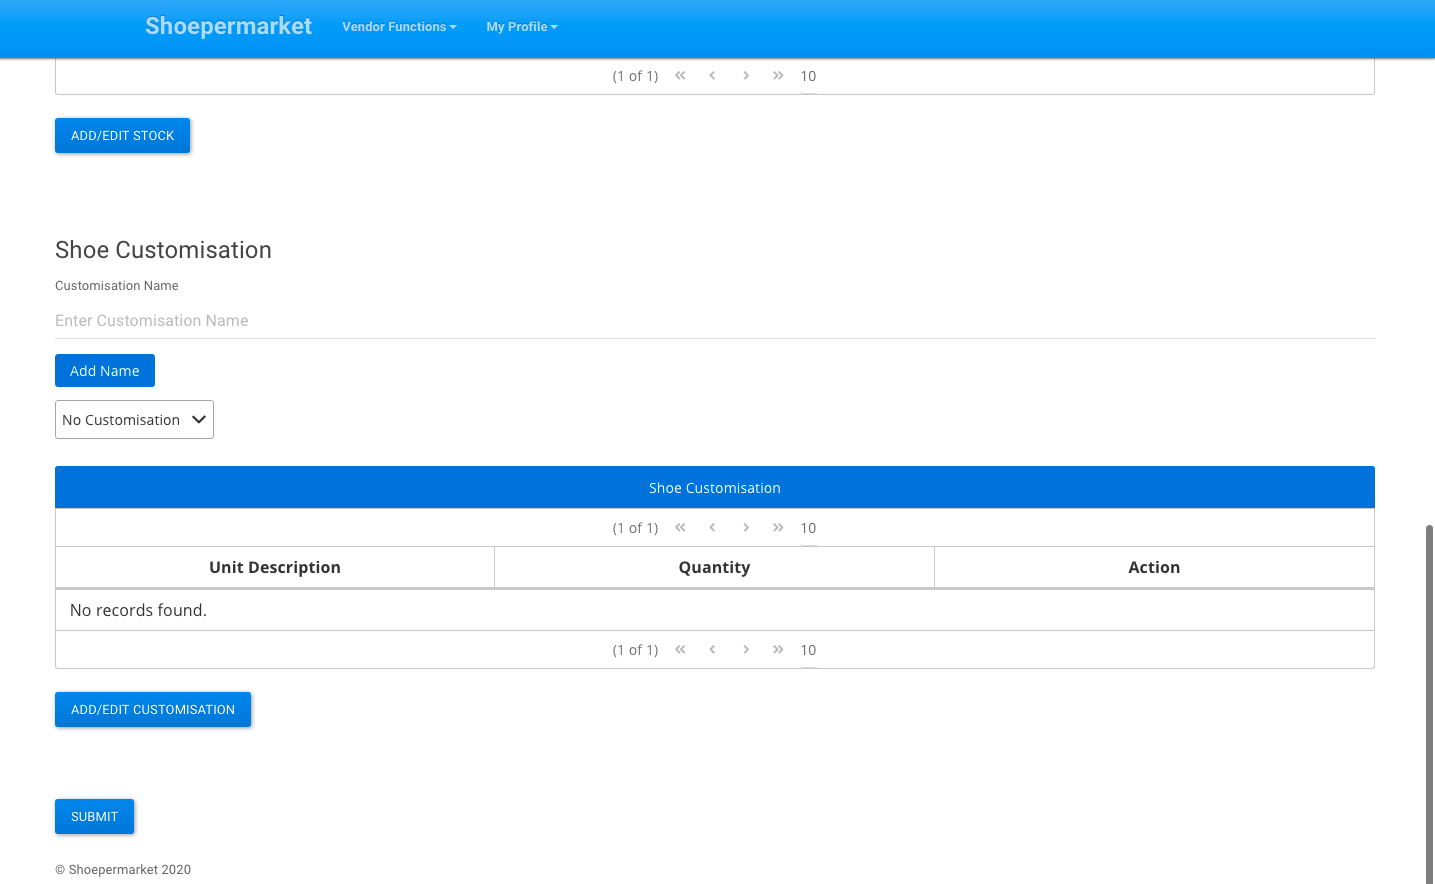 Shoepermarket Vendor Functions My Profile
(1 of 1) 10
ADD/EDIT STOCK
Shoe Customisation
Customisation Name
Enter Customisation Name
Add Name
No Customisation
Shoe Customisation
(1 of 1) 10
Unit Description Quantity Action
No records found.
(1 of 1) 10
ADD/EDIT CUSTOMISATION
SUBMIT
© Shoepermarket 2020